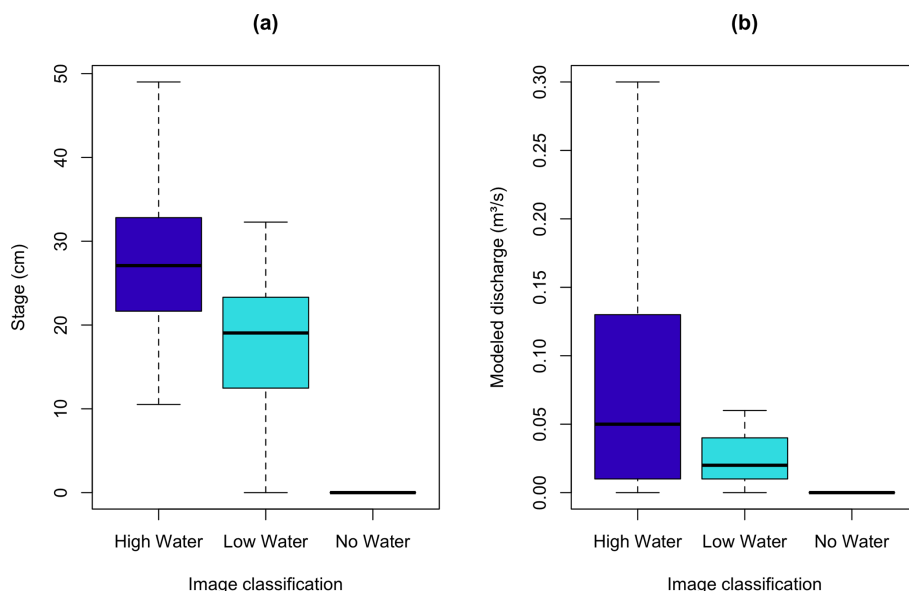 (a)
Stage (cm)
50
40
30
20
10
0
High Water
Low Water
No Water
Image classification
(b)
Modeled discharge (m³/s)
0.30
0.25
0.20
0.15
0.10
0.05
0.00
High Water
Low Water
No Water
Image classification